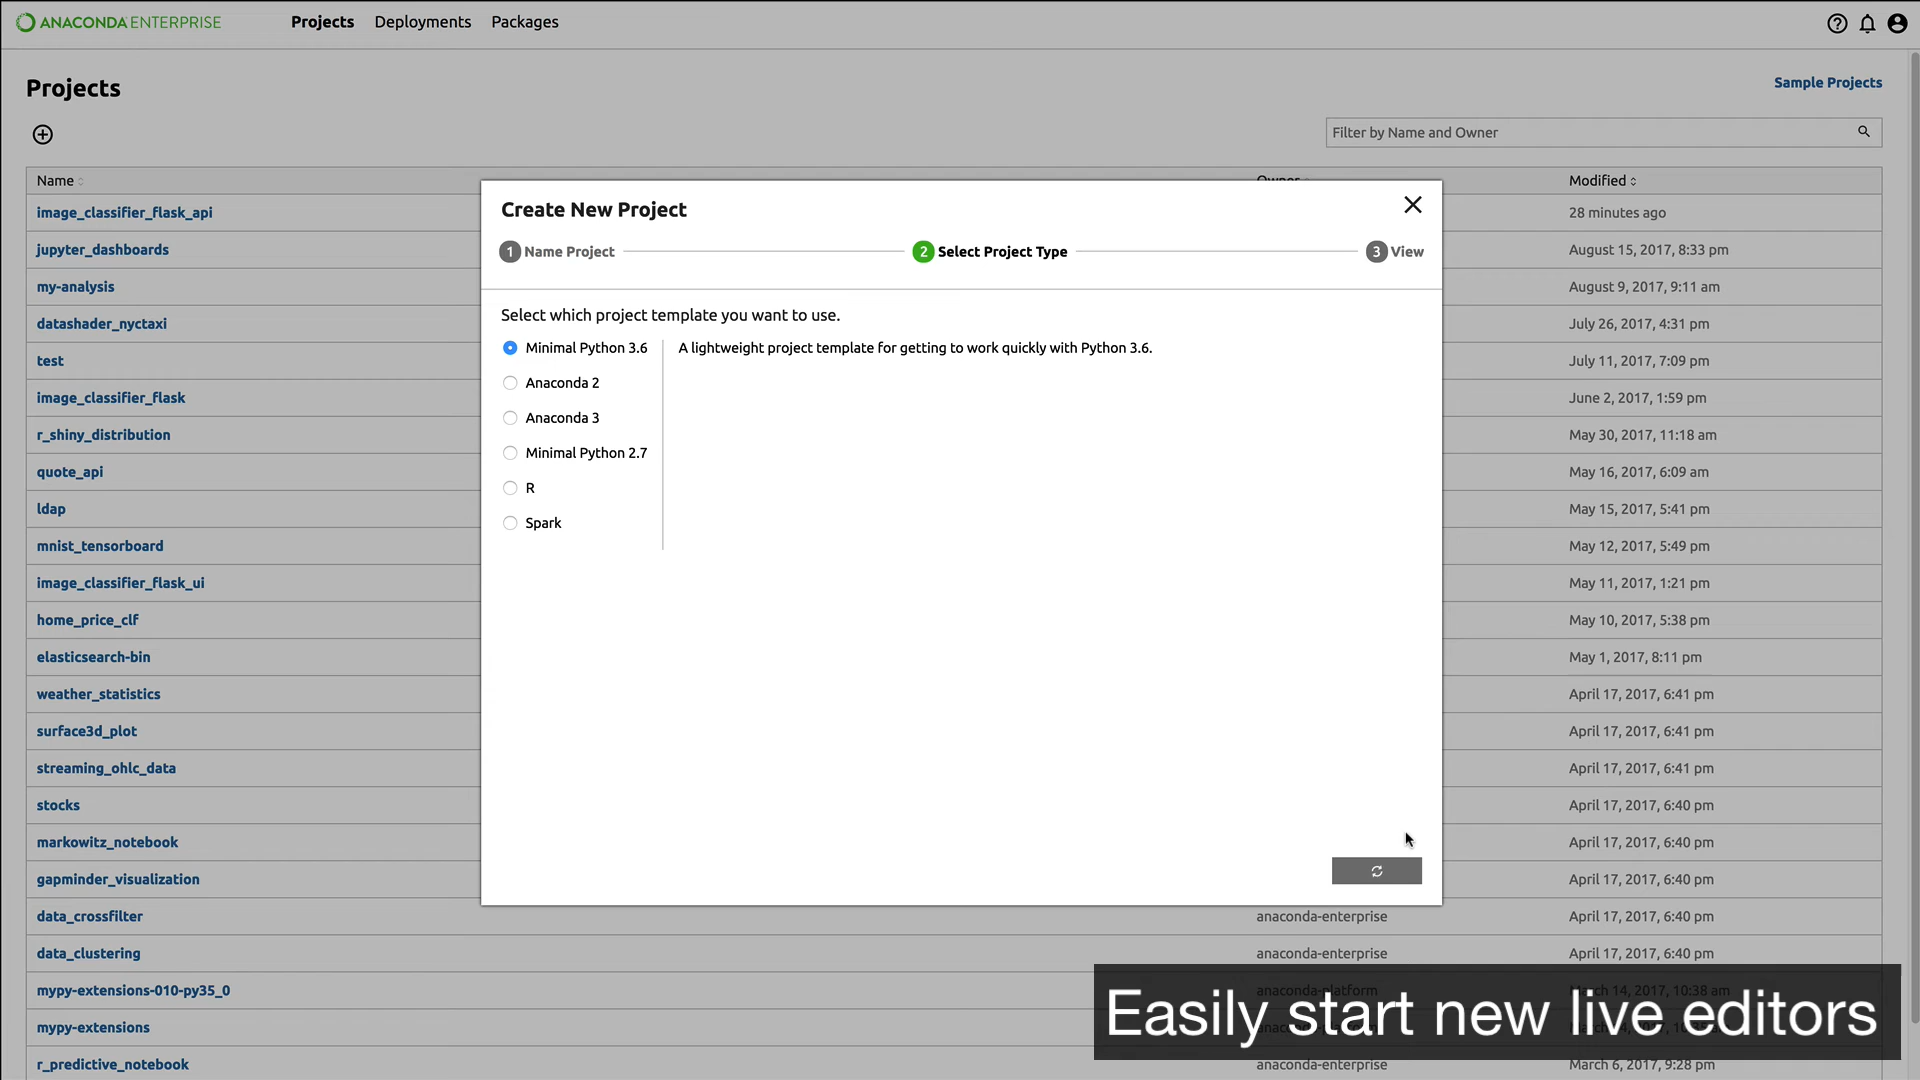 ANACONDA ENTERPRISE Projects Deployments Packages
Projects
Sample Projects
Filter by Name and Owner
Name Owner Modified
image_classifier_flask_api 28 minutes ago
jupyter_dashboards August 15, 2017, 8:33 pm
my-analysis August 9, 2017, 9:11 am
datashader_nyctaxi July 26, 2017, 4:31 pm
test July 11, 2017, 7:09 pm
image_classifier_flask June 2, 2017, 1:59 pm
r_shiny_distribution May 30, 2017, 11:18 am
quote_api May 16, 2017, 6:09 am
ldap May 15, 2017, 5:41 pm
mnist_tensorboard May 12, 2017, 5:49 pm
image_classifier_flask_ui May 11, 2017, 1:21 pm
home_price_clf May 10, 2017, 5:38 pm
elasticsearch-bin May 1, 2017, 8:11 pm
weather_statistics April 17, 2017, 6:41 pm
surface3d_plot April 17, 2017, 6:41 pm
streaming_ohlc_data April 17, 2017, 6:41 pm
stocks April 17, 2017, 6:40 pm
markowitz_notebook April 17, 2017, 6:40 pm
gapminder_visualization April 17, 2017, 6:40 pm
data_crossfilter anaconda-enterprise April 17, 2017, 6:40 pm
data_clustering anaconda-enterprise April 17, 2017, 6:40 pm
mypy-extensions-010-py35_0 anaconda-platform March 14, 2017, 10:38 am
mypy-extensions
r_predictive_notebook anaconda-enterprise March 6, 2017, 9:28 pm
Create New Project
1 Name Project 2 Select Project Type 3 View
Select which project template you want to use.
Minimal Python 3.6 A lightweight project template for getting to work quickly with Python 3.6.
Anaconda 2
Anaconda 3
Minimal Python 2.7
R
Spark
Easily start new live editors